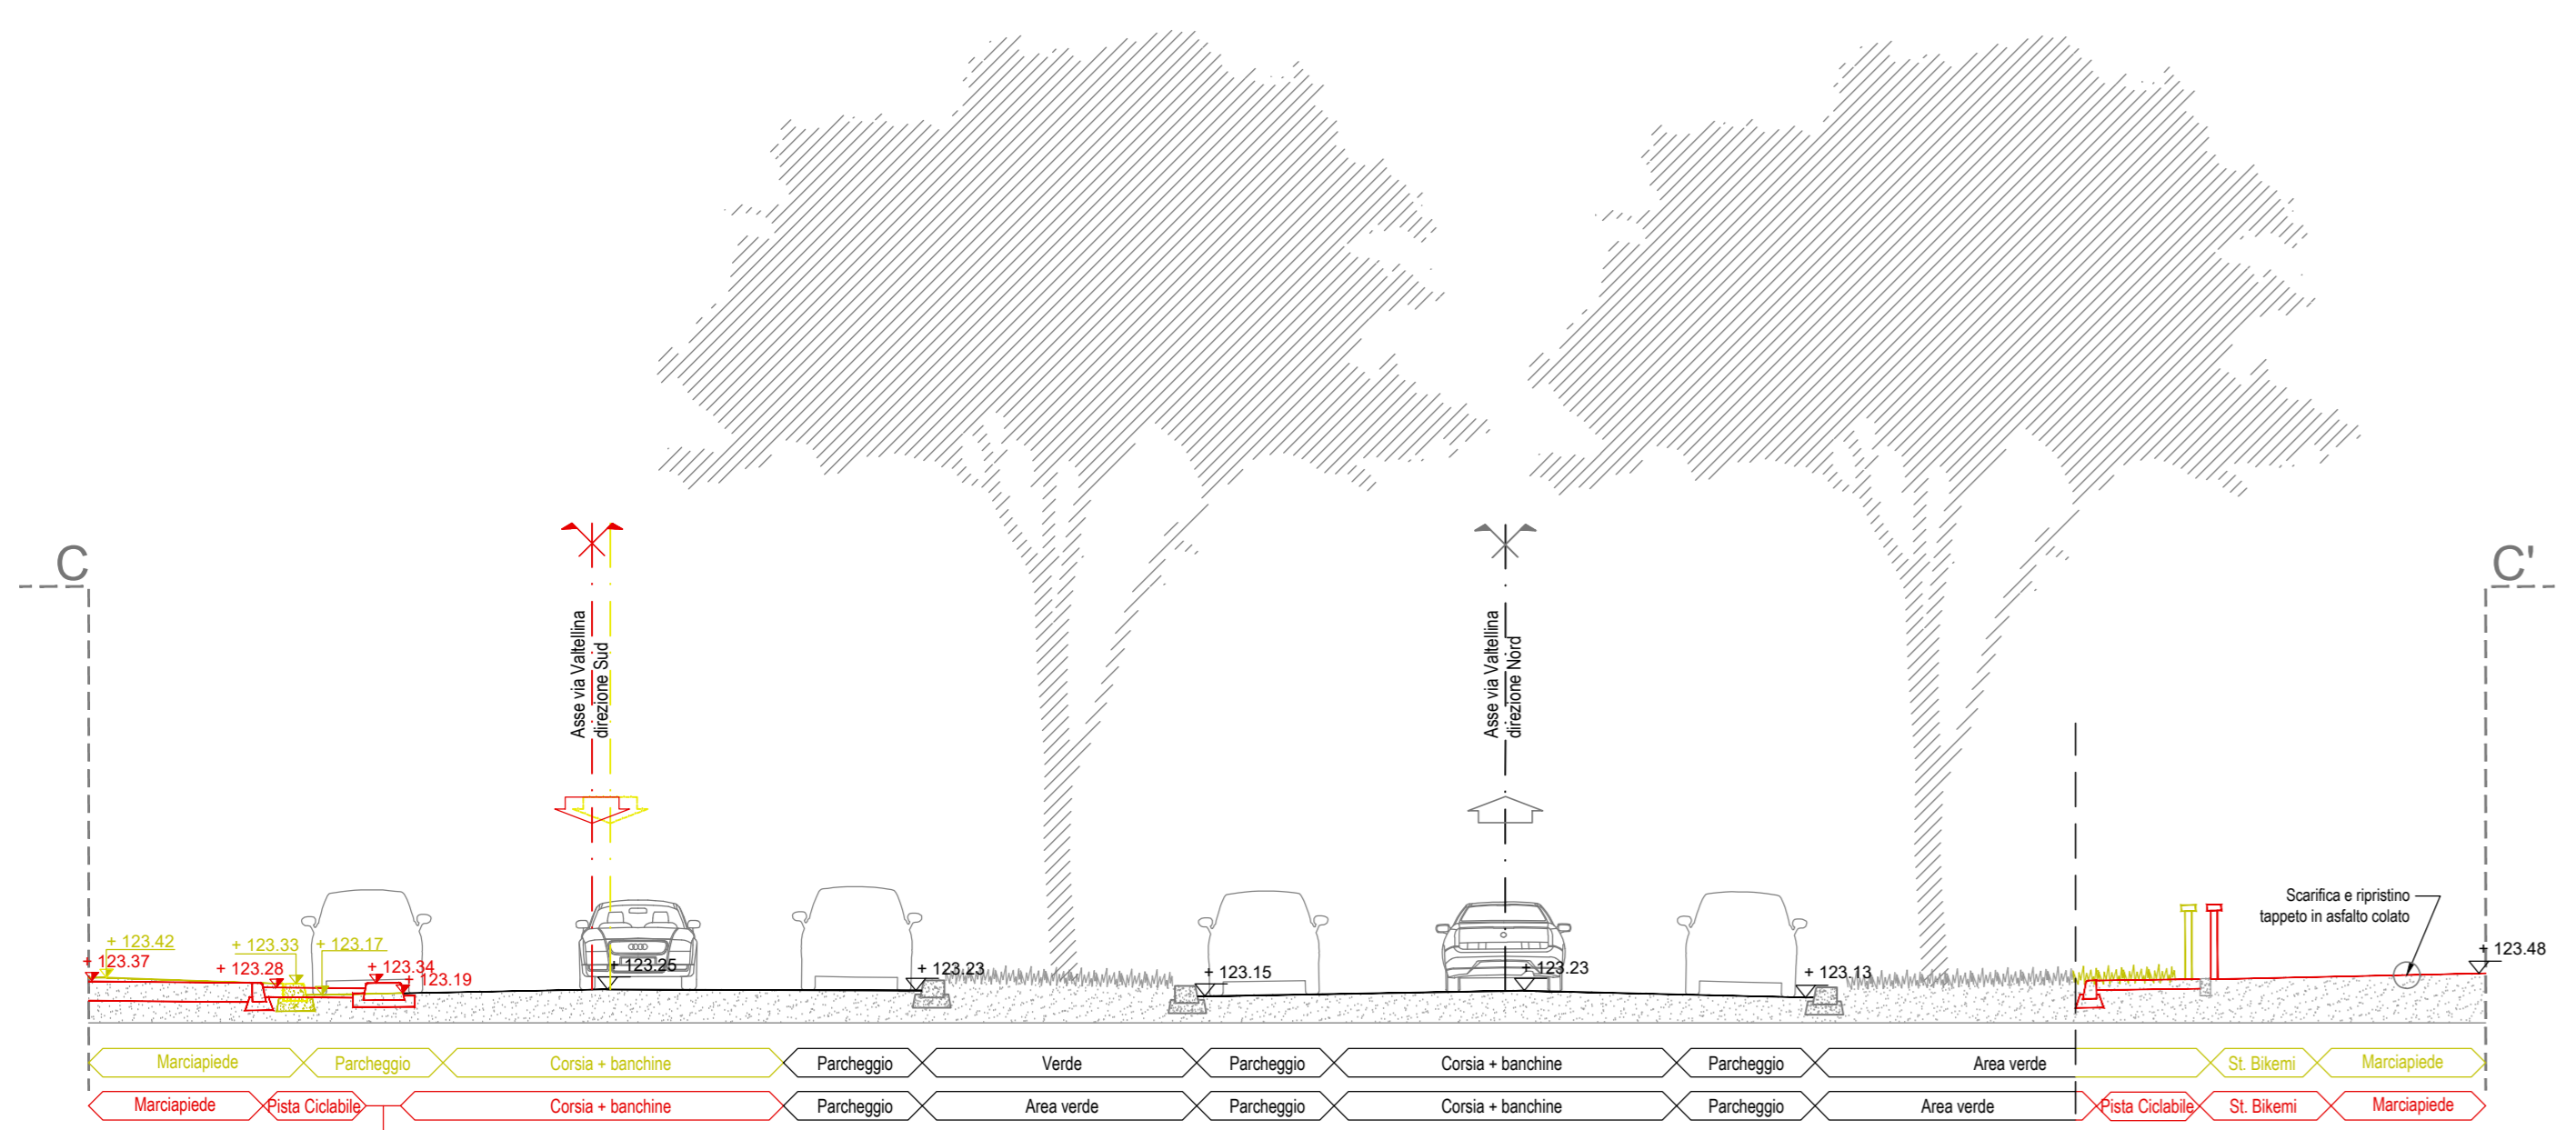 C
C'
Asse via Valtellina
direzione Sud
Asse via Valtellina
direzione Nord
Scarifica e ripristino
tappeto in asfalto colato
+ 123.42
+ 123.33
+ 123.17
+ 123.37
+ 123.28
+ 123.34
+ 123.19
+ 123.25
+ 123.23
+ 123.15
+ 123.23
+ 123.13
+ 123.48
Marciapiede
Parcheggio
Corsia + banchine
Parcheggio
Verde
Parcheggio
Corsia + banchine
Parcheggio
Area verde
St. Bikemi
Marciapiede
Marciapiede
Pista Ciclabile
Corsia + banchine
Parcheggio
Area verde
Parcheggio
Corsia + banchine
Parcheggio
Area verde
Pista Ciclabile
St. Bikemi
Marciapiede